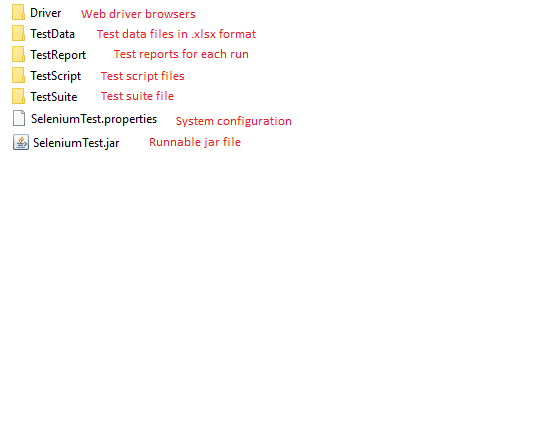 Driver Web driver browsers
TestData Test data files in .xlsx format
TestReport Test reports for each run
TestScript Test script files
TestSuite Test suite file
SeleniumTest.properties System configuration
SeleniumTest.jar Runnable jar file